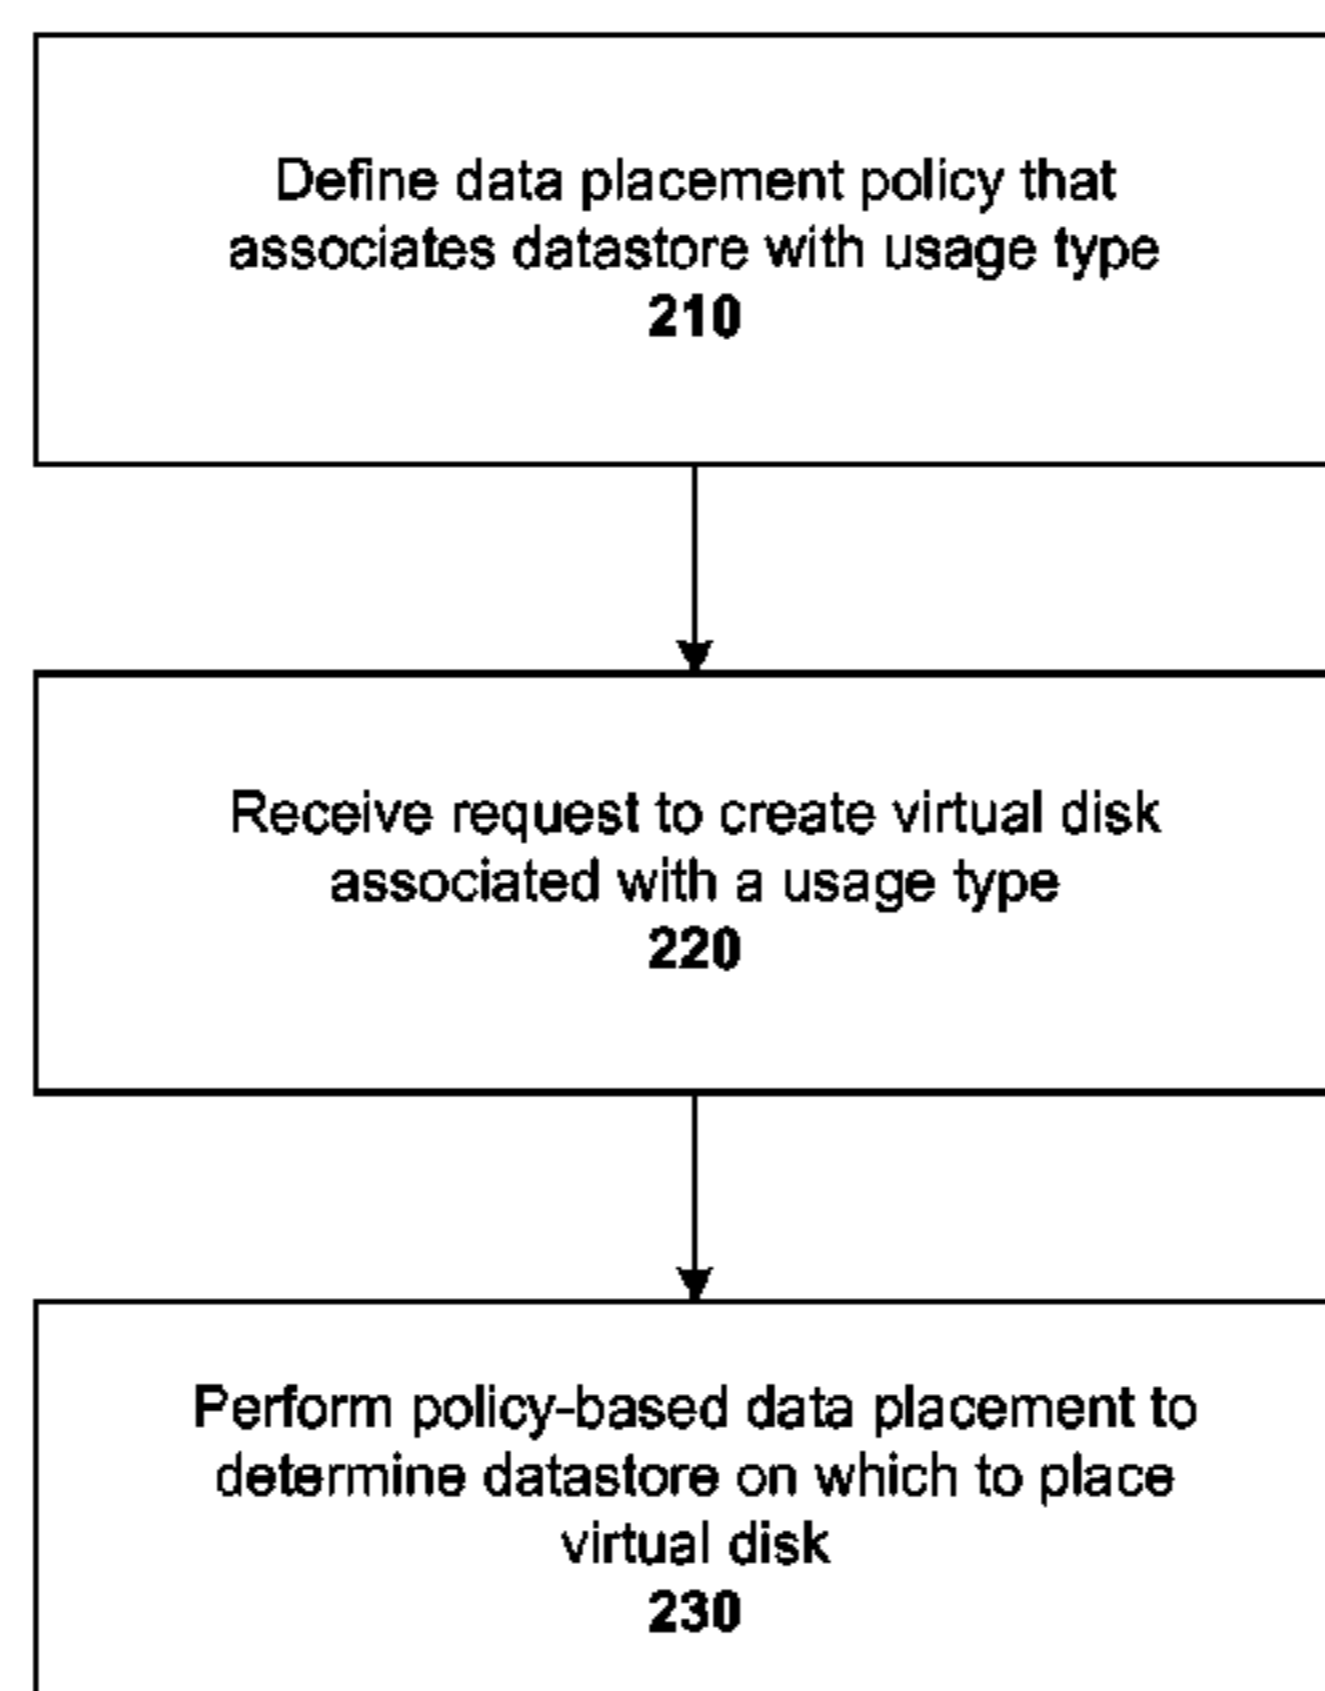 Define data placement policy that
associates datastore with usage type
210
Receive request to create virtual disk
associated with a usage type
220
Perform policy-based data placement to
determine datastore on which to place
virtual disk
230